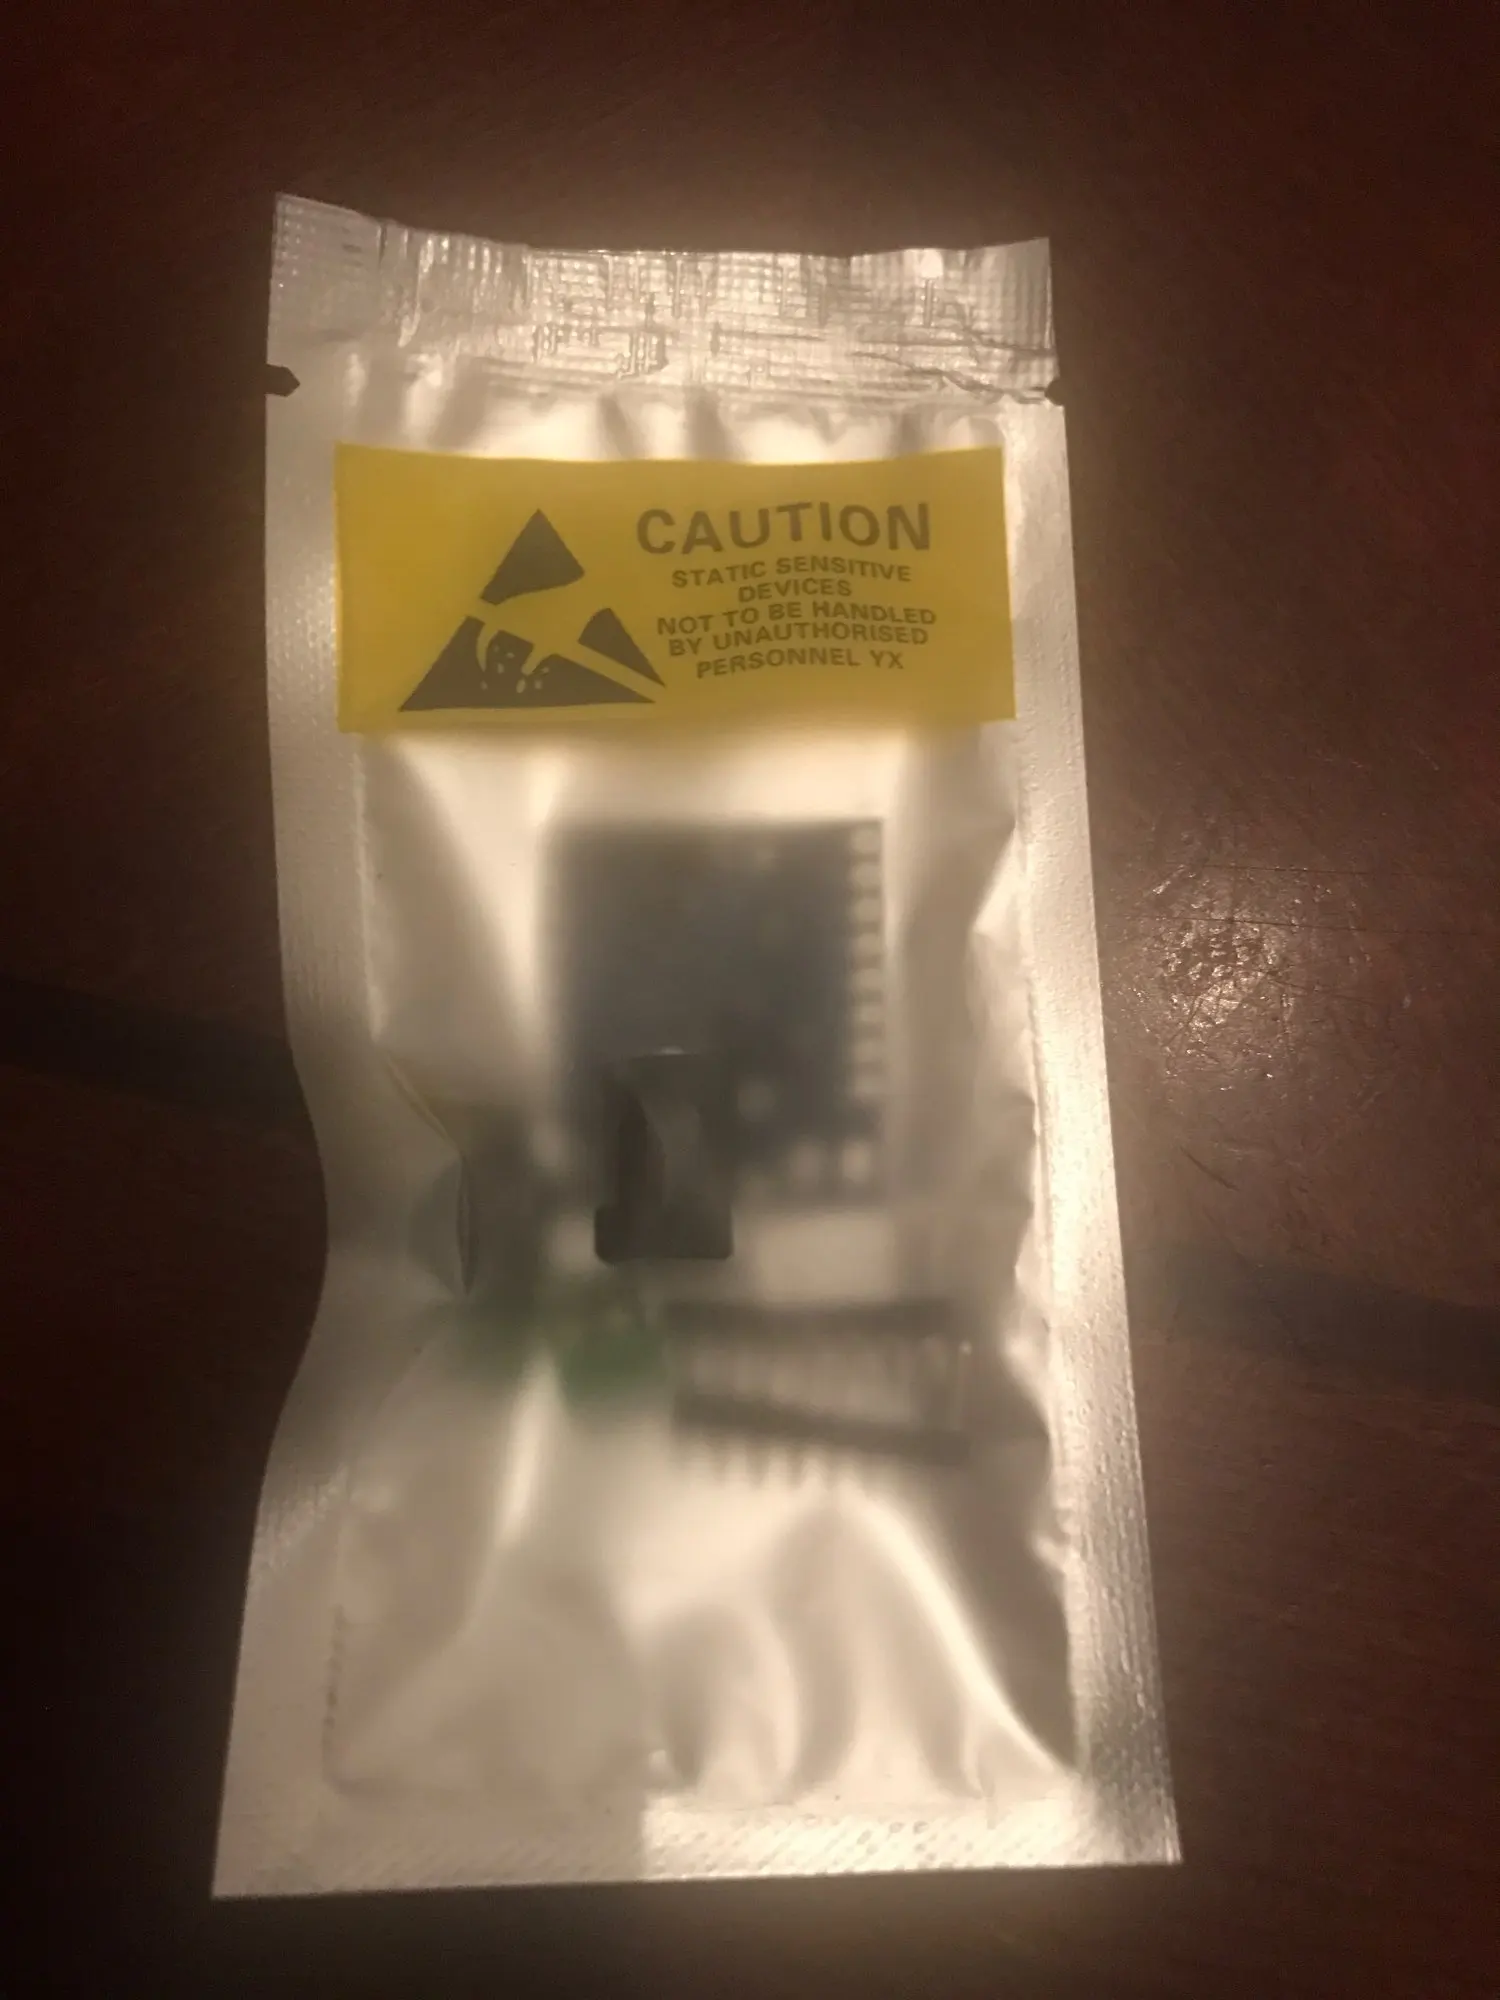 CAUTION
STATIC SENSITIVE
DEVICES
NOT TO BE HANDLED
BY UNAUTHORISED
PERSONNEL YX